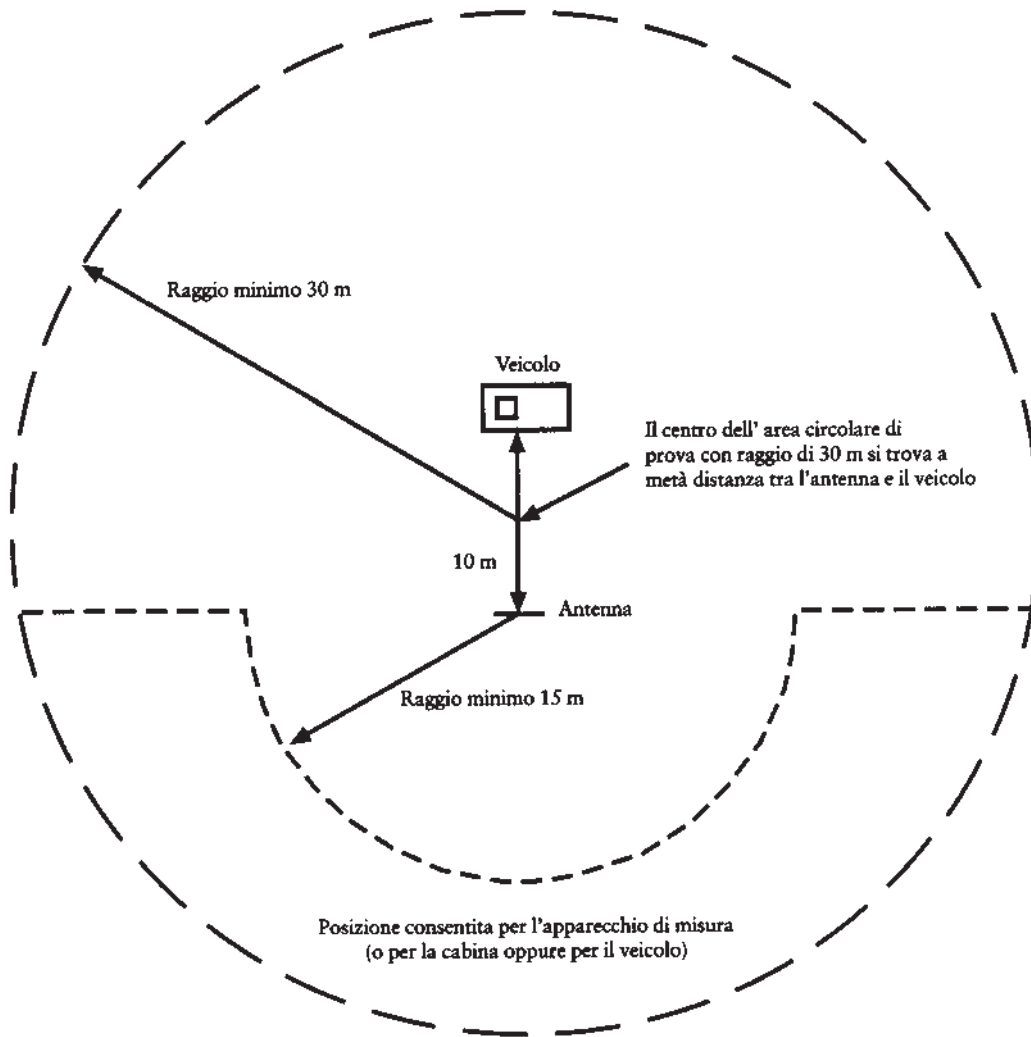 Raggio minimo 30 m
Veicolo
Il centro dell' area circolare di
prova con raggio di 30 m si trova a
metà distanza tra l'antenna e il veicolo
10 m
Antenna
Raggio minimo 15 m
Posizione consentita per l'apparecchio di misura
(o per la cabina oppure per il veicolo)